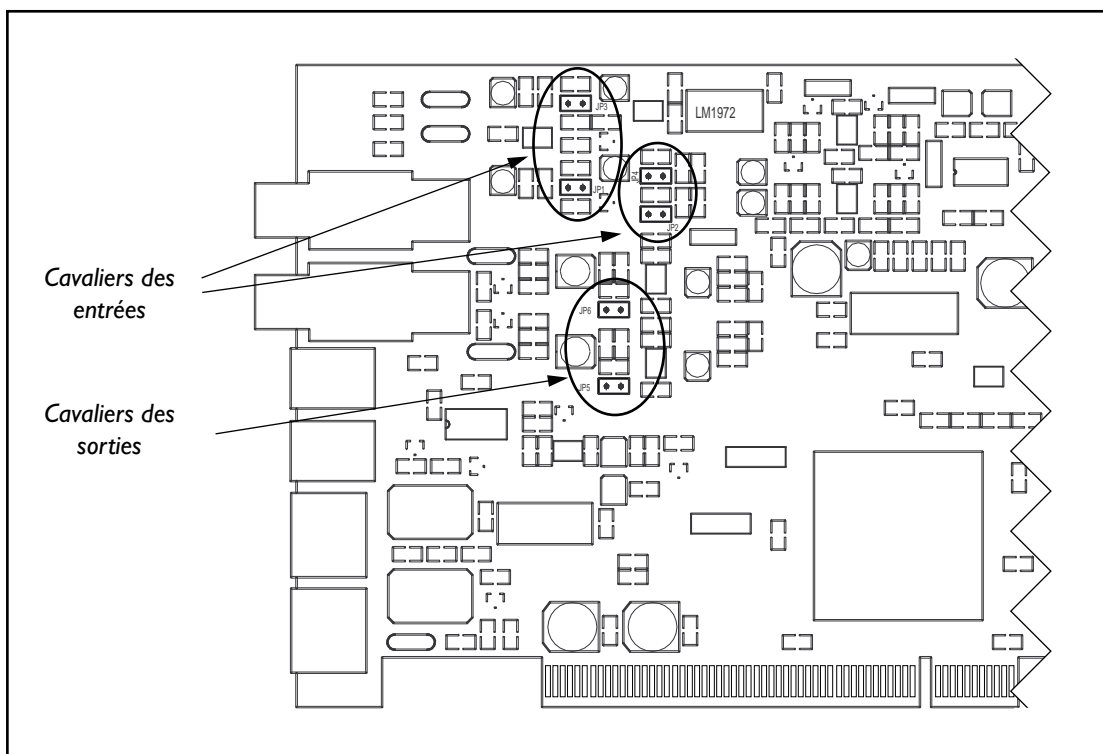 JP3
LM1972
JP4
JP1
JP2
Cavaliers des
entrées
JP6
JP5
Cavaliers des
sorties